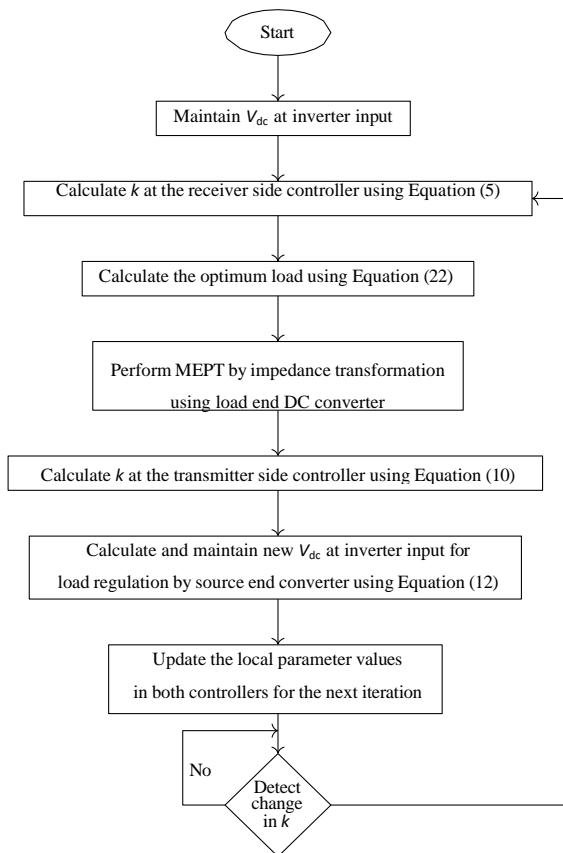 Start
Maintain Vdc at inverter input
Calculate k at the receiver side controller using Equation (5)
Calculate the optimum load using Equation (22)
Perform MEPT by impedance transformation
using load end DC converter
Calculate k at the transmitter side controller using Equation (10)
Calculate and maintain new Vdc at inverter input for
load regulation by source end converter using Equation (12)
Update the local parameter values
in both controllers for the next iteration
No
Detect
change
in k